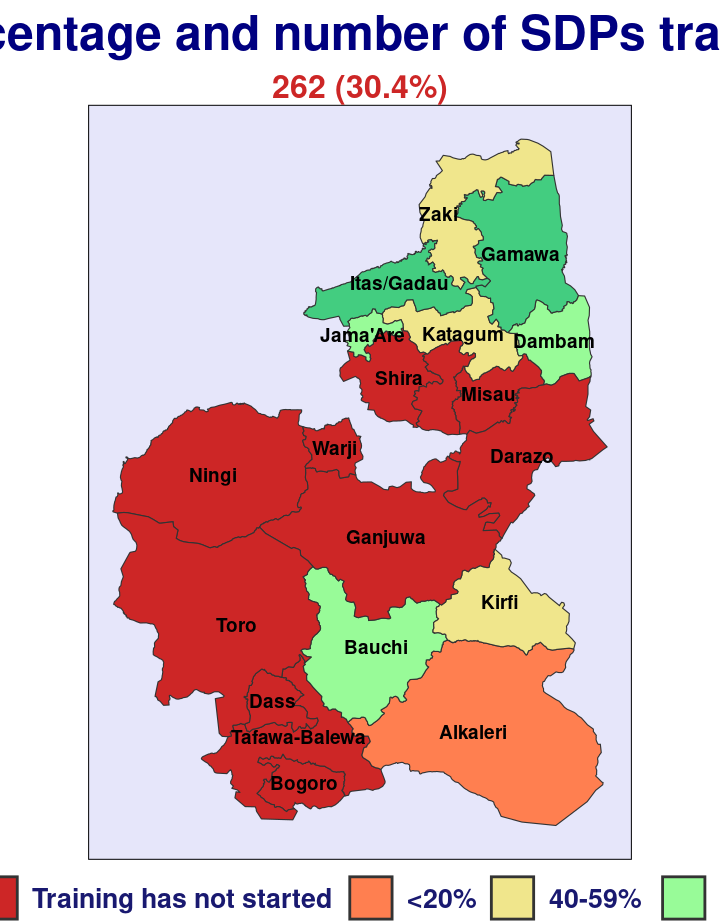 centage and number of SDPs tra
262 (30.4%)
Zaki
Gamawa
Itas/Gadau
Jama'Are
Katagum
Dambam
Shira
Misau
Warji
Darazo
Ningi
Ganjuwa
Kirfi
Toro
Bauchi
Dass
Alkaleri
Tafawa-Balewa
Bogoro
Training has not started <20% 40-59%